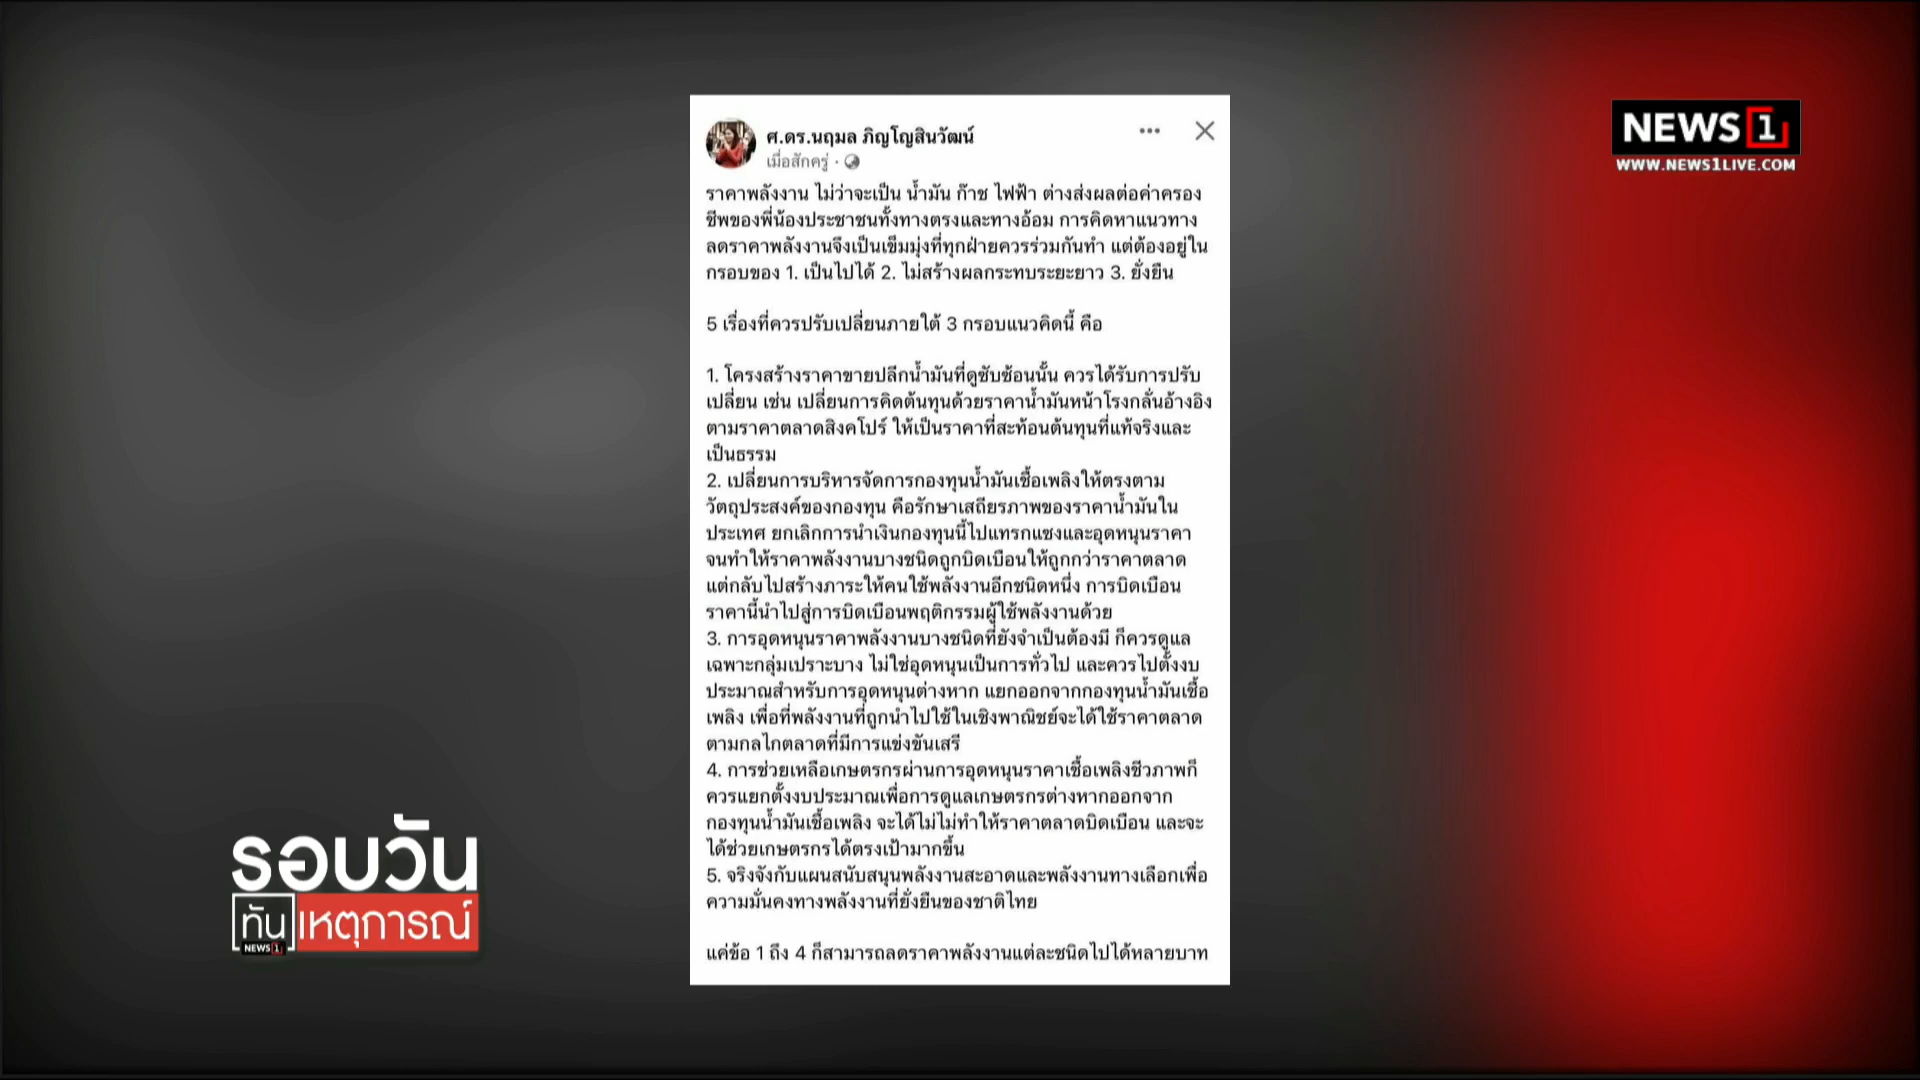 NEWS 1
WWW.NEWS1LIVE.COM
ศ.ดร.นฤมล ภิญโญสินวัฒน์
เมื่อสักครู่ ·
ราคาพลังงาน ไม่ว่าจะเป็น น้ำมัน ก๊าช ไฟฟ้า ต่างส่งผลต่อค่าครอง
ชีพของพี่น้องประชาชนทั้งทางตรงและทางอ้อม การคิดหาแนวทาง
ลดราคาพลังงานจึงเป็นเข็มมุ่งที่ทุกฝ่ายควรร่วมกันทำ แต่ต้องอยู่ใน
กรอบของ 1. เป็นไปได้ 2. ไม่สร้างผลกระทบระยะยาว 3. ยั่งยืน
5 เรื่องที่ควรปรับเปลี่ยนภายใต้ 3 กรอบแนวคิดนี้ คือ
1. โครงสร้างราคาขายปลีกน้ำมันที่ดูซับซ้อนนั้น ควรได้รับการปรับ
เปลี่ยน เช่น เปลี่ยนการคิดต้นทุนด้วยราคาน้ำมันหน้าโรงกลั่นอ้างอิง
ตามราคาตลาดสิงคโปร์ ให้เป็นราคาที่สะท้อนต้นทุนที่แท้จริงและ
เป็นธรรม
2. เปลี่ยนการบริหารจัดการกองทุนน้ำมันเชื้อเพลิงให้ตรงตาม
วัตถุประสงค์ของกองทุน คือรักษาเสถียรภาพของราคาน้ำมันใน
ประเทศ ยกเลิกการนำเงินกองทุนนี้ไปแทรกแซงและอุดหนุนราคา
จนทำให้ราคาพลังงานบางชนิดถูกบิดเบือนให้ถูกกว่าราคาตลาด
แต่กลับไปสร้างภาระให้คนใช้พลังงานอีกชนิดหนึ่ง การบิดเบือน
ราคานี้นำไปสู่การบิดเบือนพฤติกรรมผู้ใช้พลังงานด้วย
3. การอุดหนุนราคาพลังงานบางชนิดที่ยังจำเป็นต้องมี ก็ควรดูแล
เฉพาะกลุ่มเปราะบาง ไม่ใช่อุดหนุนเป็นการทั่วไป และควรไปตั้งงบ
ประมาณสำหรับการอุดหนุนต่างหาก แยกออกจากกองทุนน้ำมันเชื้อ
เพลิง เพื่อที่พลังงานที่ถูกนำไปใช้ในเชิงพาณิชย์จะได้ใช้ราคาตลาด
ตามกลไกตลาดที่มีการแข่งขันเสรี
4. การช่วยเหลือเกษตรกรผ่านการอุดหนุนราคาเชื้อเพลิงชีวภาพก็
ควรแยกตั้งงบประมาณเพื่อการดูแลเกษตรกรต่างหากออกจาก
กองทุนน้ำมันเชื้อเพลิง จะได้ไม่ไม่ทำให้ราคาตลาดบิดเบือน และจะ
ได้ช่วยเกษตรกรได้ตรงเป้ามากขึ้น
5. จริงจังกับแผนสนับสนุนพลังงานสะอาดและพลังงานทางเลือกเพื่อ
ความมั่นคงทางพลังงานที่ยั่งยืนของชาติไทย
แค่ข้อ 1 ถึง 4 ก็สามารถลดราคาพลังงานแต่ละชนิดไปได้หลายบาท
รอบวัน
ทันเหตุการณ์
NEWS 1